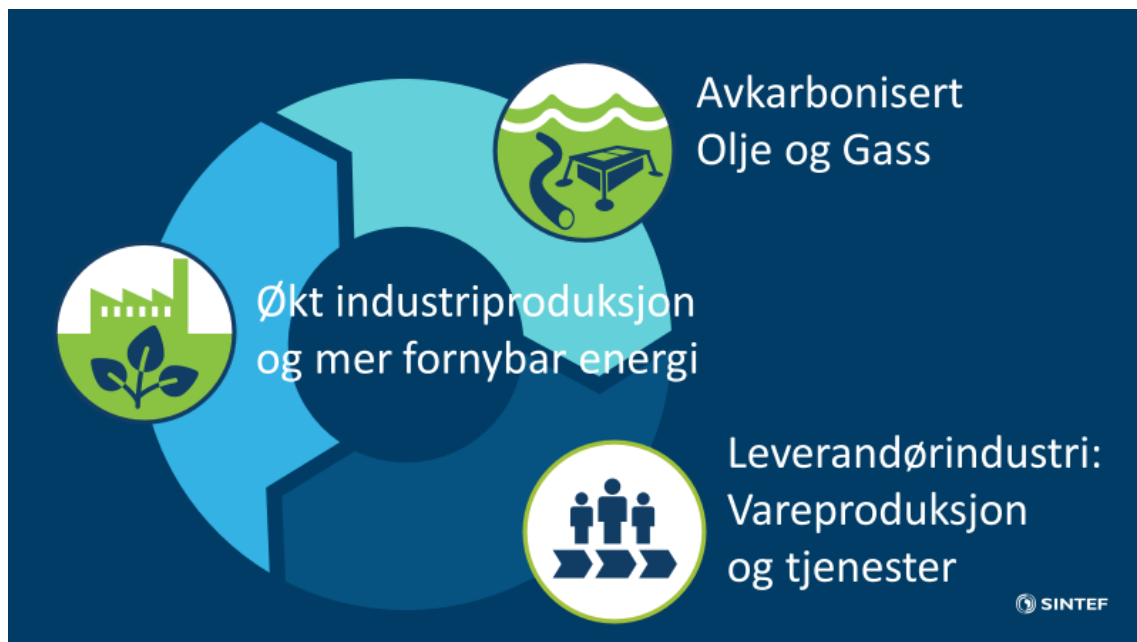 Avkarbonisert
Olje og Gass
Økt industriproduksjon
og mer fornybar energi
Leverandørindustri:
Vareproduksjon
og tjenester
SINTEF